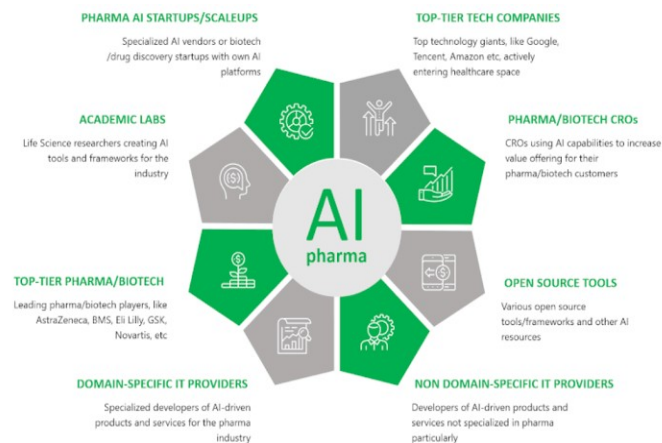 PHARMA AI STARTUPS/SCALEUPS
Specialized AI vendors or biotech
/drug discovery startups with own AI
platforms
TOP-TIER TECH COMPANIES
Top technology giants, like Google,
Tencent, Amazon etc, actively
entering healthcare space
ACADEMIC LABS
Life Science researchers creating AI
tools and frameworks for the
industry
PHARMA/BIOTECH CROs
CROs using AI capabilities to increase
value offering for their
pharma/biotech customers
AI
pharma
TOP-TIER PHARMA/BIOTECH
Leading pharma/biotech players, like
AstraZeneca, BMS, Eli Lilly, GSK,
Novartis, etc
OPEN SOURCE TOOLS
Various open source
tools/frameworks and other AI
resources
DOMAIN-SPECIFIC IT PROVIDERS
Specialized developers of AI-driven
products and services for the pharma
industry
NON DOMAIN-SPECIFIC IT PROVIDERS
Developers of AI-driven products and
services not specialized in pharma
particularly